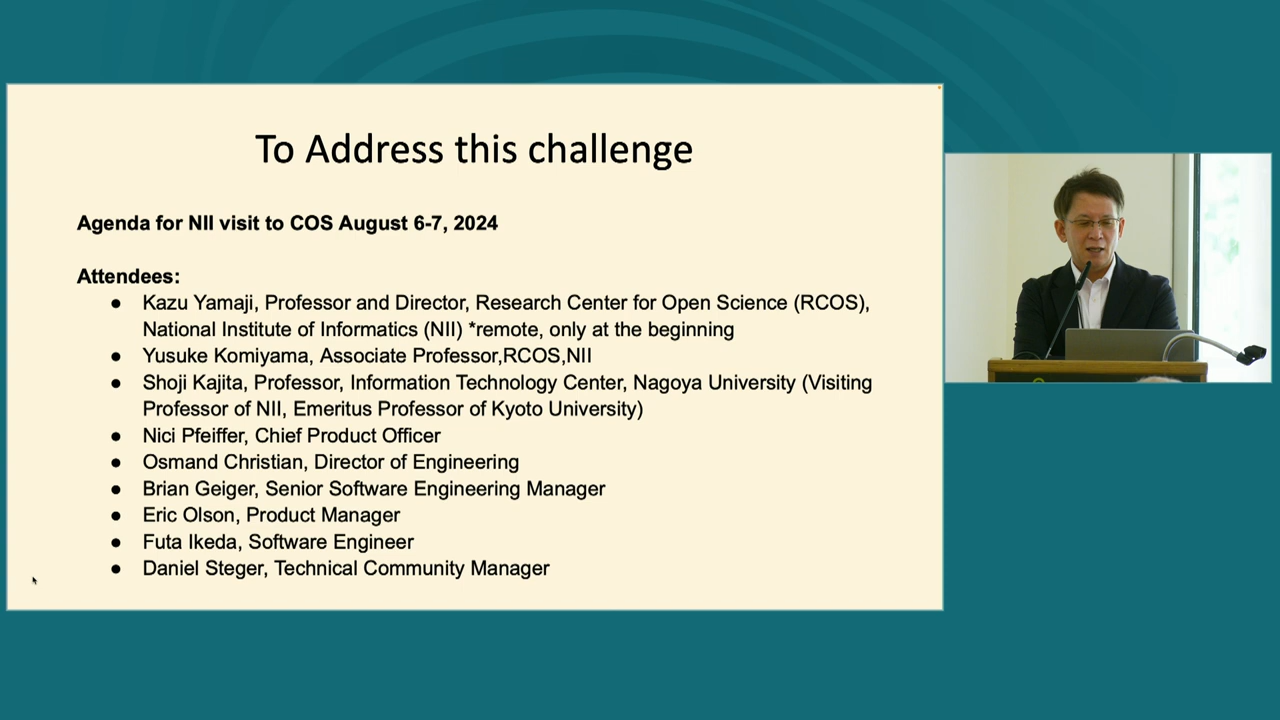 To Address this challenge
Agenda for NII visit to COS August 6-7, 2024
Attendees:
● Kazu Yamaji, Professor and Director, Research Center for Open Science (RCOS),
National Institute of Informatics (NII) *remote, only at the beginning
● Yusuke Komiyama, Associate Professor,RCOS,NII
● Shoji Kajita, Professor, Information Technology Center, Nagoya University (Visiting
Professor of NII, Emeritus Professor of Kyoto University)
● Nici Pfeiffer, Chief Product Officer
● Osmand Christian, Director of Engineering
● Brian Geiger, Senior Software Engineering Manager
● Eric Olson, Product Manager
● Futa Ikeda, Software Engineer
● Daniel Steger, Technical Community Manager